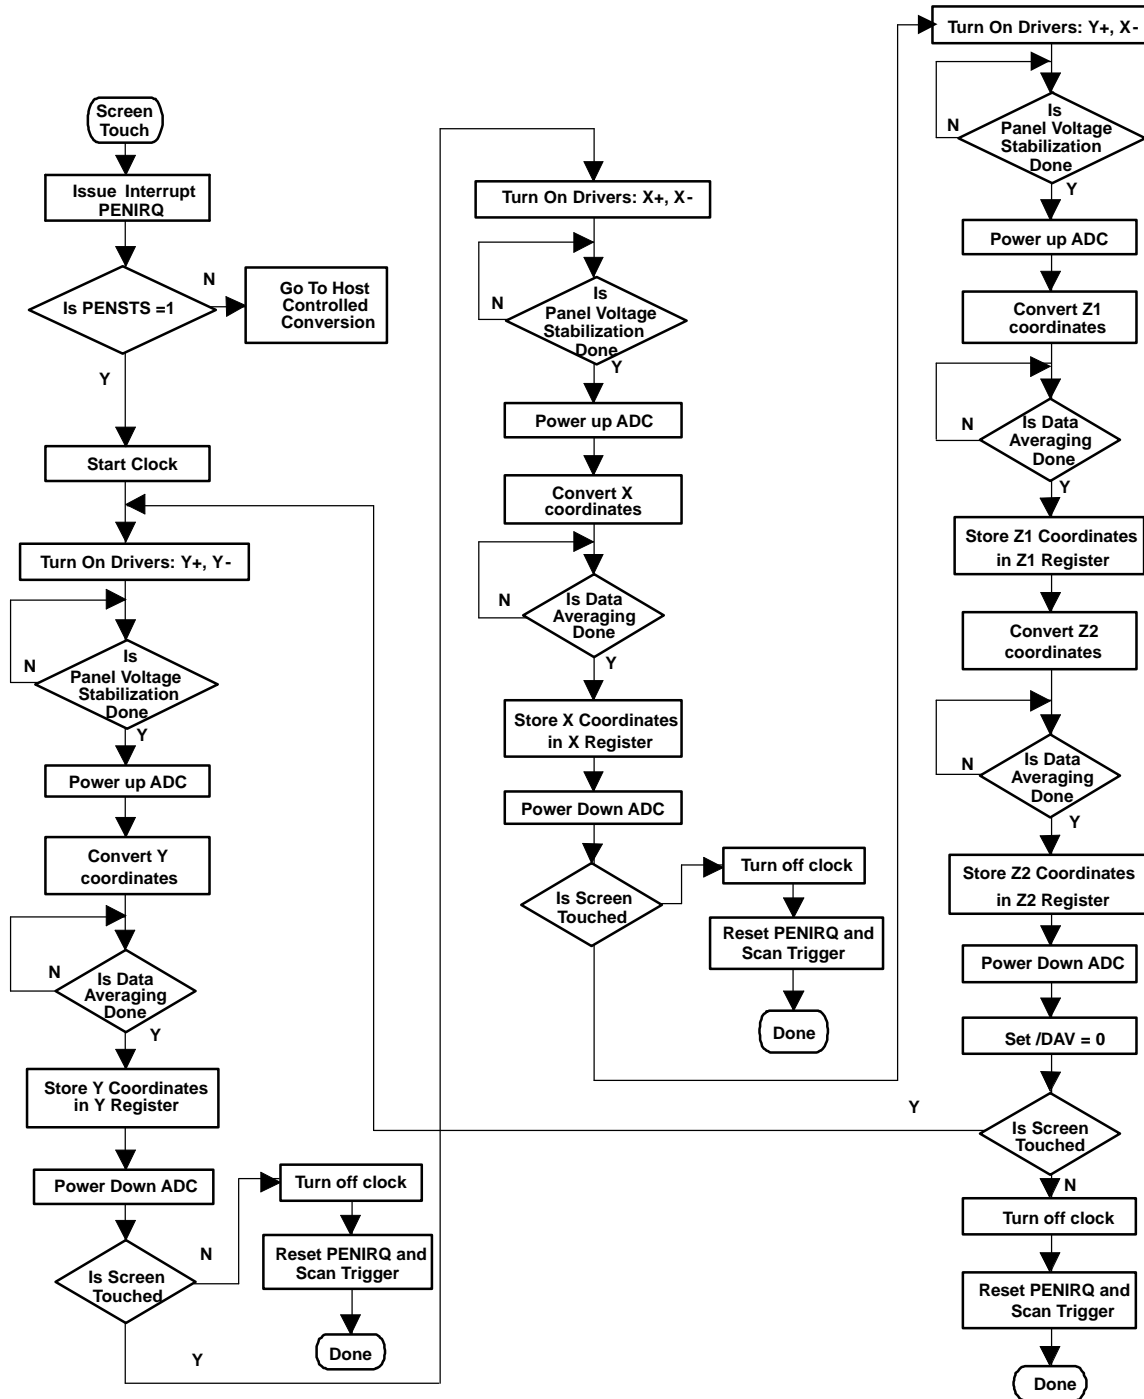 Screen
Touch
Issue Interrupt
PENIRQ
Is PENSTS =1
N
Go To Host
Controlled
Conversion
Y
Start Clock
Turn On Drivers: Y+, Y-
Is
Panel Voltage
Stabilization
Done
N
Y
Power up ADC
Convert Y
coordinates
Is Data
Averaging
Done
N
Y
Store Y Coordinates
in Y Register
Power Down ADC
Is Screen
Touched
N
Y
Turn off clock
Reset PENIRQ and
Scan Trigger
Done
Turn On Drivers: X+, X-
Is
Panel Voltage
Stabilization
Done
N
Y
Power up ADC
Convert X
coordinates
Is Data
Averaging
Done
N
Y
Store X Coordinates
in X Register
Power Down ADC
Is Screen
Touched
Turn off clock
Reset PENIRQ and
Scan Trigger
Done
Turn On Drivers: Y+, X-
Is
Panel Voltage
Stabilization
Done
N
Y
Power up ADC
Convert Z1
coordinates
Is Data
Averaging
Done
N
Y
Store Z1 Coordinates
in Z1 Register
Convert Z2
coordinates
Is Data
Averaging
Done
N
Y
Store Z2 Coordinates
in Z2 Register
Power Down ADC
Set /DAV = 0
Is Screen
Touched
Y
N
Turn off clock
Reset PENIRQ and
Scan Trigger
Done